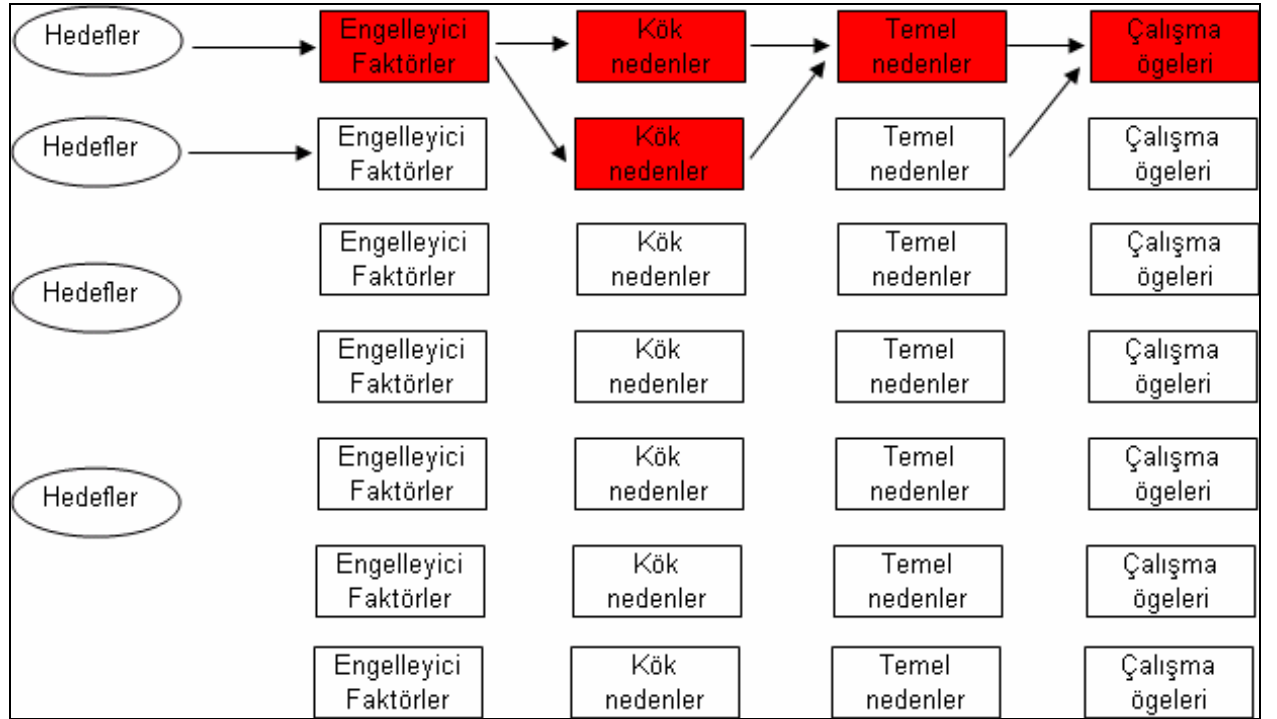 Hedefler
Engelleyici
Faktörler
Kök
nedenler
Temel
nedenler
Çalışma
ögeleri
Hedefler
Engelleyici
Faktörler
Kök
nedenler
Temel
nedenler
Çalışma
ögeleri
Hedefler
Engelleyici
Faktörler
Kök
nedenler
Temel
nedenler
Çalışma
ögeleri
Engelleyici
Faktörler
Kök
nedenler
Temel
nedenler
Çalışma
ögeleri
Hedefler
Engelleyici
Faktörler
Kök
nedenler
Temel
nedenler
Çalışma
ögeleri
Engelleyici
Faktörler
Kök
nedenler
Temel
nedenler
Çalışma
ögeleri
Engelleyici
Faktörler
Kök
nedenler
Temel
nedenler
Çalışma
ögeleri